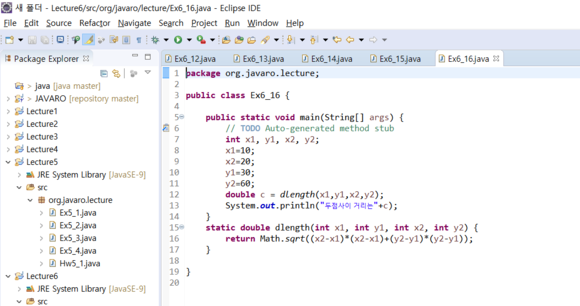 새 폴더 - Lecture6/src/org/javaro/lecture/Ex6_16.java - Eclipse IDE
File Edit Source Refactor Navigate Search Project Run Window Help
Package Explorer
Ex6_12.java Ex6_13.java Ex6_14.java Ex6_15.java Ex6_16.java
java [java master]
JAVARO [repository master]
Lecture1
Lecture2
Lecture3
Lecture4
Lecture5
JRE System Library [JavaSE-9]
src
org.javaro.lecture
Ex5_1.java
Ex5_2.java
Ex5_3.java
Ex5_4.java
Hw5_1.java
Lecture6
JRE System Library [JavaSE-9]
src
1 package org.javaro.lecture;
2
3 public class Ex6_16 {
4
5 public static void main(String[] args) {
6 // TODO Auto-generated method stub
7 int x1, y1, x2, y2;
8 x1=10;
9 x2=20;
10 y1=30;
11 y2=60;
12 double c = dlength(x1,y1,x2,y2);
13 System.out.println("두점사이 거리는"+c);
14 }
15 static double dlength(int x1, int y1, int x2, int y2) {
16 return Math.sqrt((x2-x1)*(x2-x1)+(y2-y1)*(y2-y1));
17 }
18
19 }
20